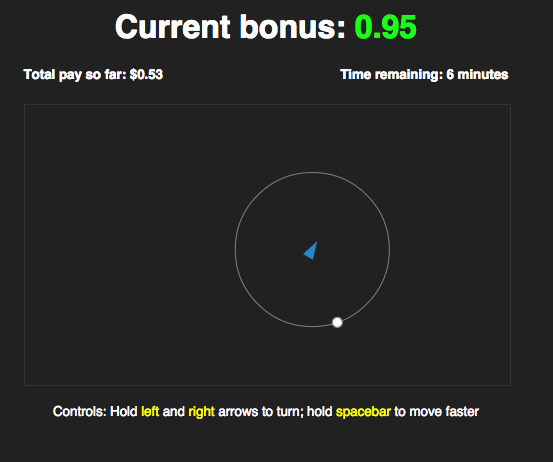 Current bonus: 0.95
Total pay so far: $0.53 Time remaining: 6 minutes
Controls: Hold left and right arrows to turn; hold spacebar to move faster